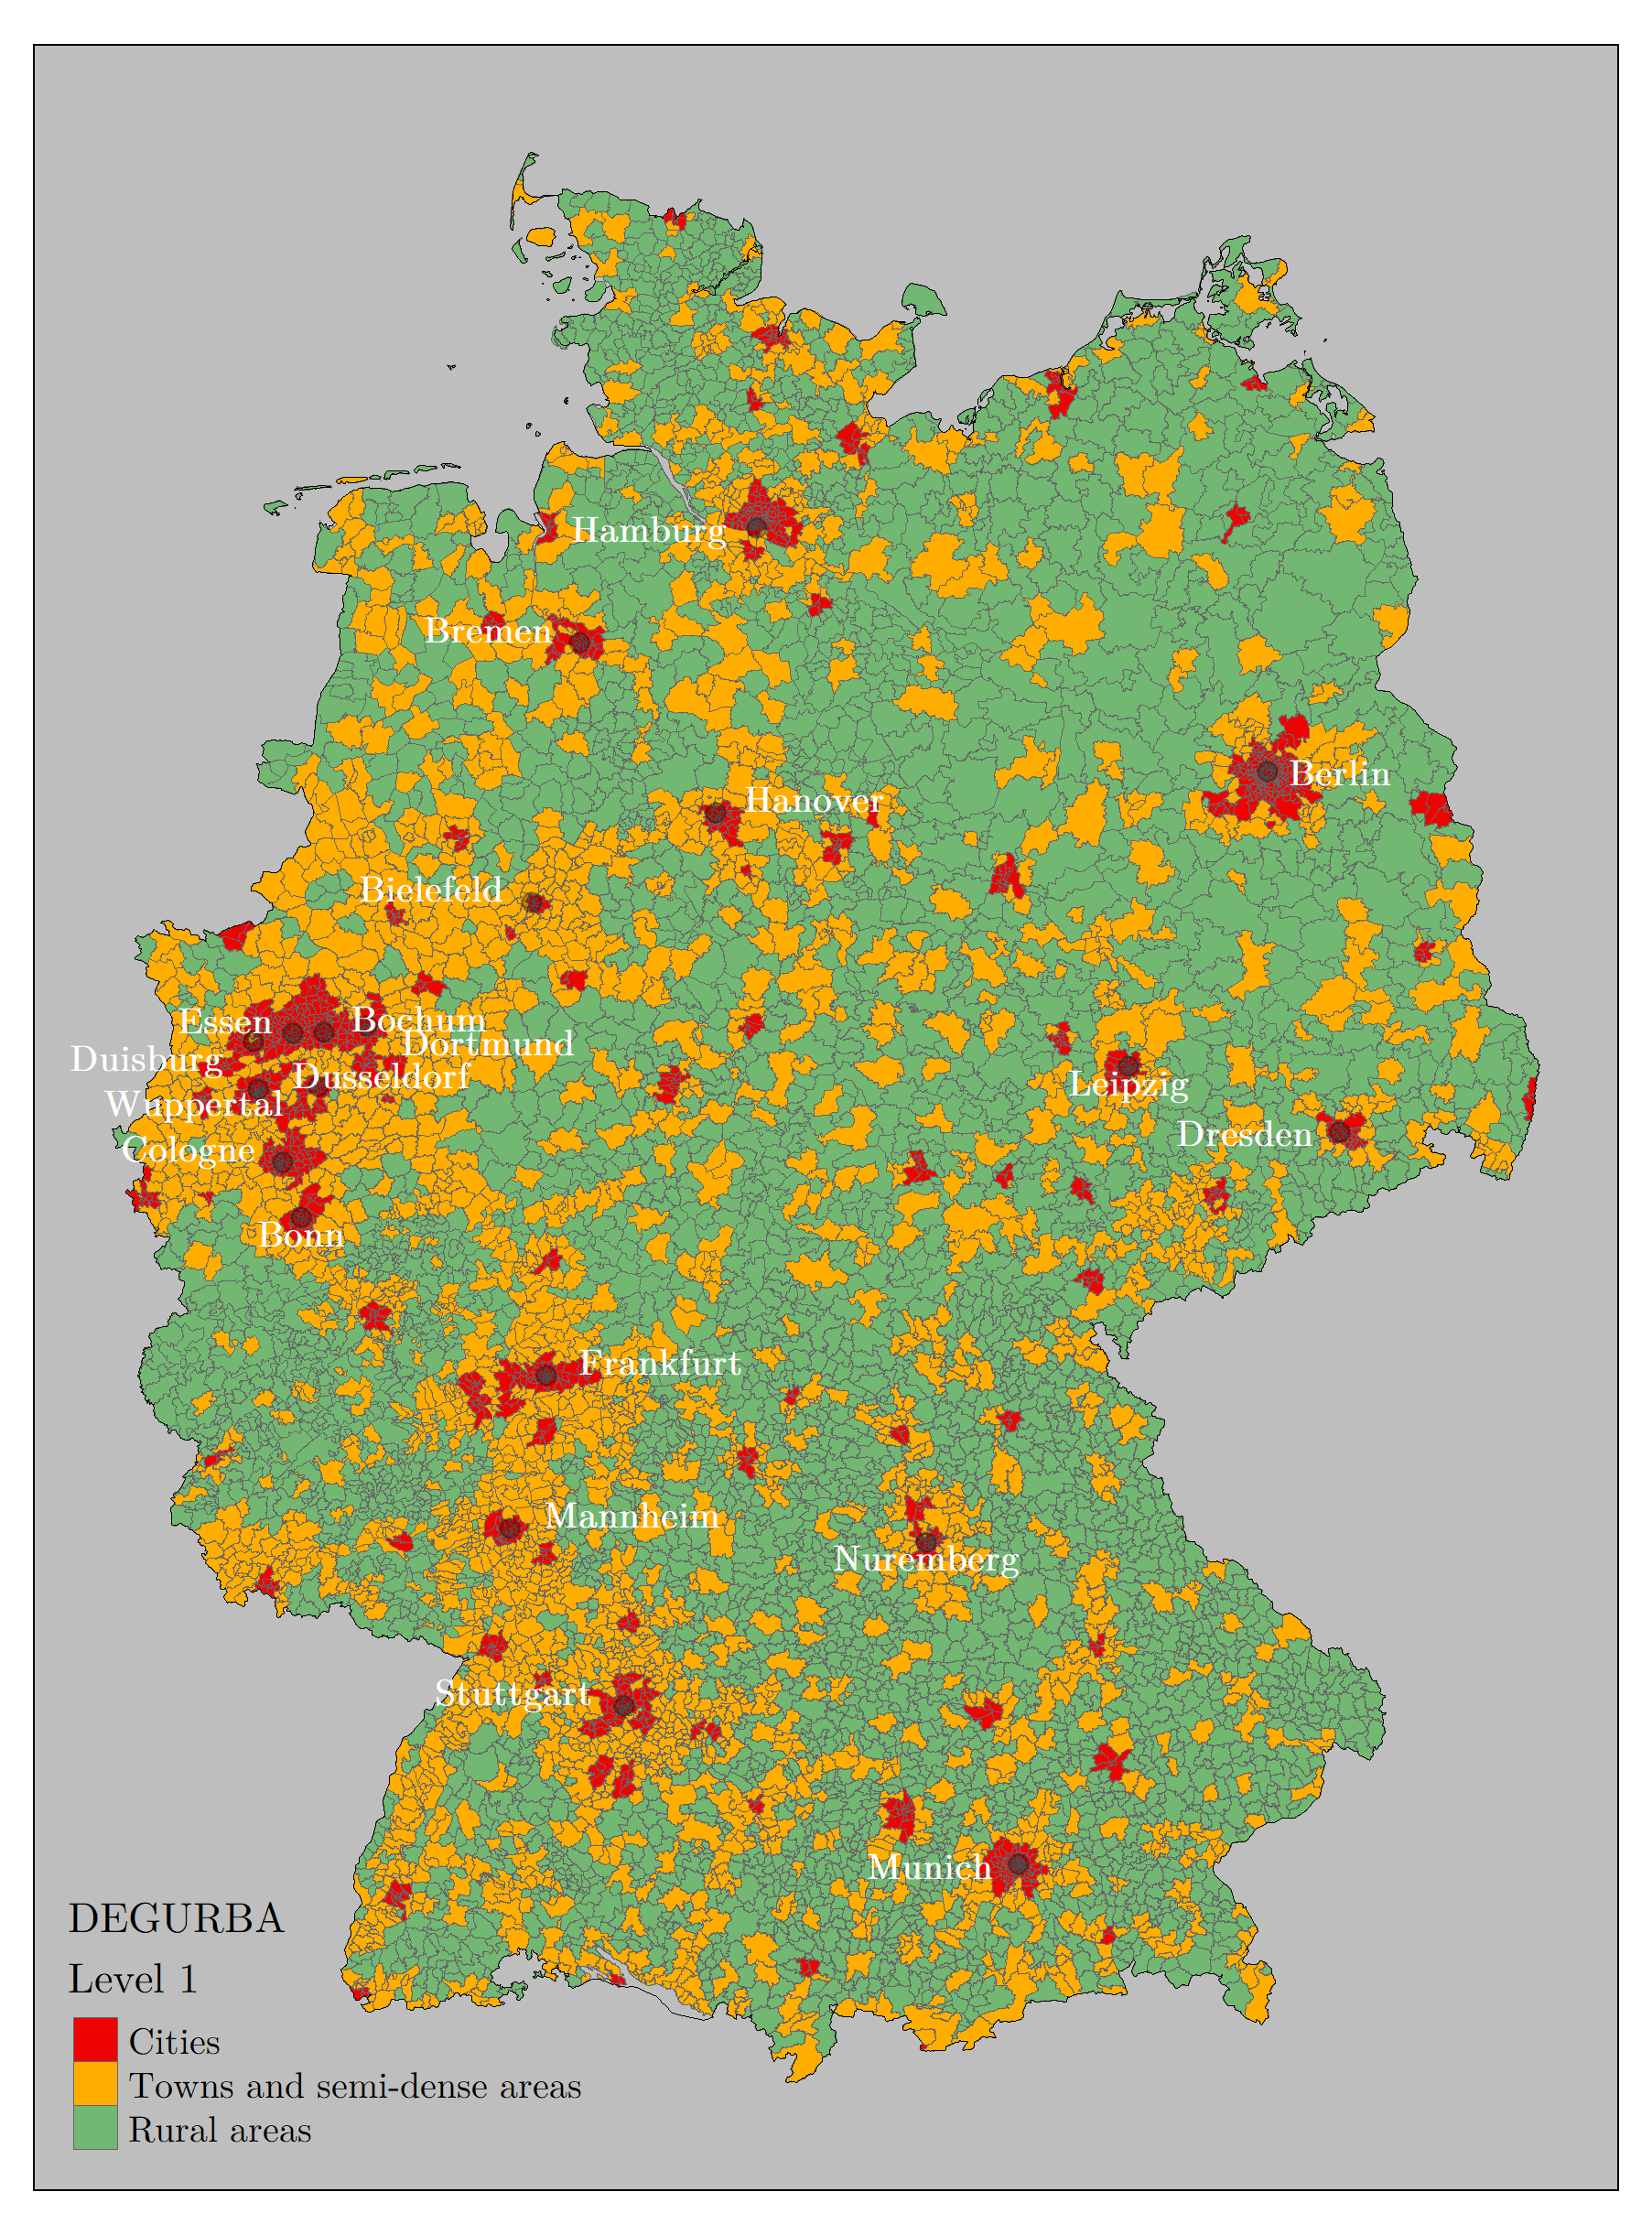 Hamburg
Bremen
Berlin
Hanover
Bielefeld
Essen
Bochum
Dortmund
Duisburg
Dusseldorf
Wuppertal
Leipzig
Dresden
Cologne
Bonn
Frankfurt
Mannheim
Nuremberg
Stuttgart
Munich
DEGURBA
Level 1
Cities
Towns and semi-dense areas
Rural areas